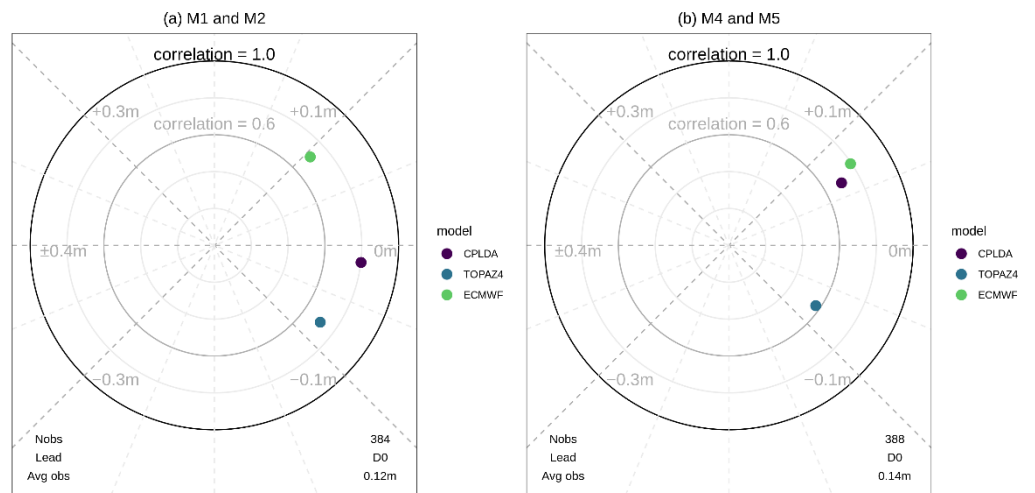 (a) M1 and M2
correlation = 1.0
+0.3m
+0.1m
correlation = 0.6
±0.4m
0m
−0.3m
−0.1m
Nobs 384
Lead D0
Avg obs 0.12m
model
CPLDA
TOPAZ4
ECMWF
(b) M4 and M5
correlation = 1.0
+0.3m
+0.1m
correlation = 0.6
±0.4m
0m
−0.3m
−0.1m
Nobs 388
Lead D0
Avg obs 0.14m
model
CPLDA
TOPAZ4
ECMWF